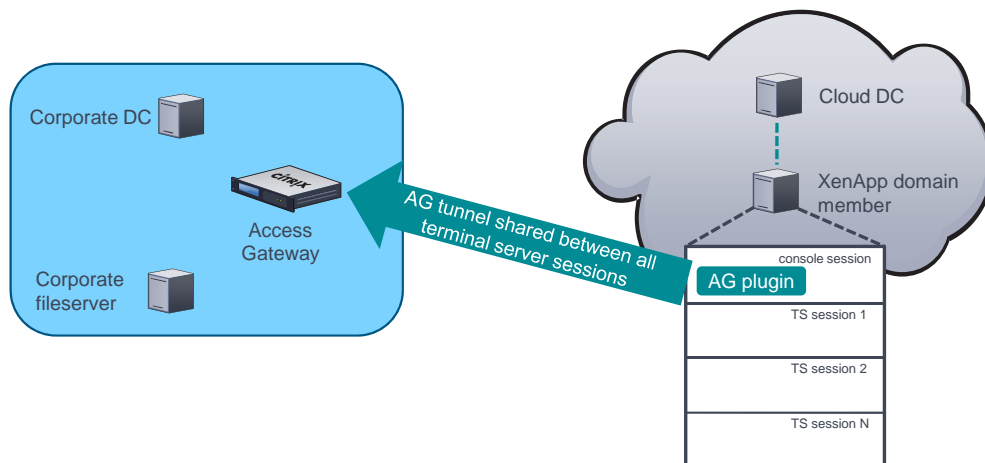 Corporate DC
CITRIX
Access
Gateway
Corporate
fileserver
AG tunnel shared between all
terminal server sessions
Cloud DC
XenApp domain
member
console session
AG plugin
TS session 1
TS session 2
TS session N